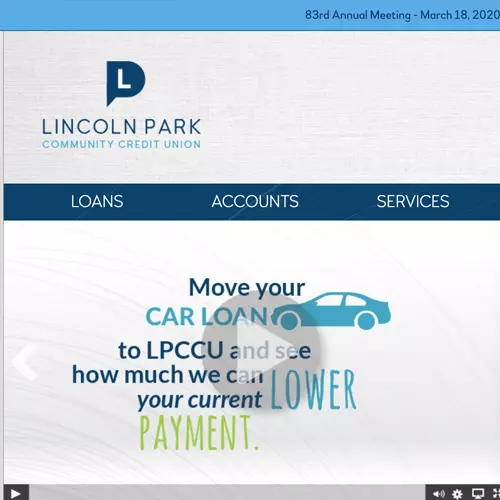 83rd Annual Meeting - March 18, 2020
L
LINCOLN PARK
COMMUNITY CREDIT UNION
LOANS ACCOUNTS SERVICES
Move your
CAR LOAN
to LPCCU and see
how much we can LOWER
your current
PAYMENT.